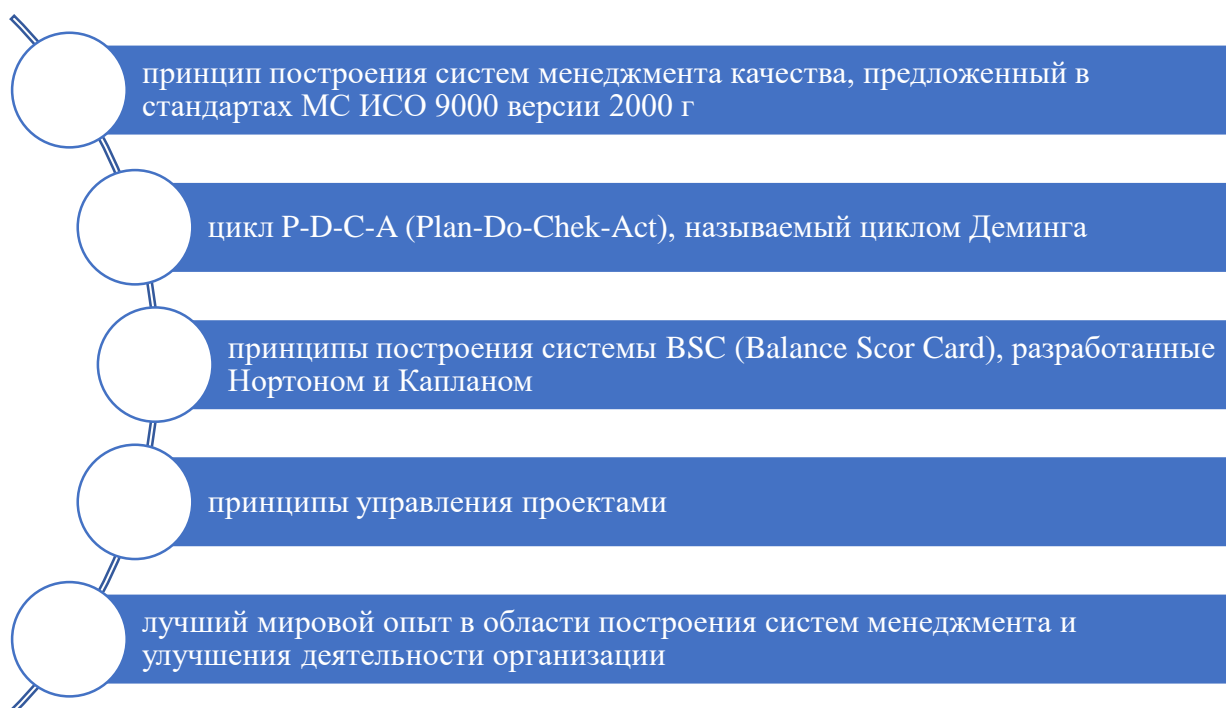 принцип построения систем менеджмента качества, предложенный в
стандартах МС ИСО 9000 версии 2000 г
цикл P-D-C-A (Plan-Do-Chek-Act), называемый циклом Деминга
принципы построения системы BSC (Balance Scor Card), разработанные
Нортоном и Капланом
принципы управления проектами
лучший мировой опыт в области построения систем менеджмента и
улучшения деятельности организации